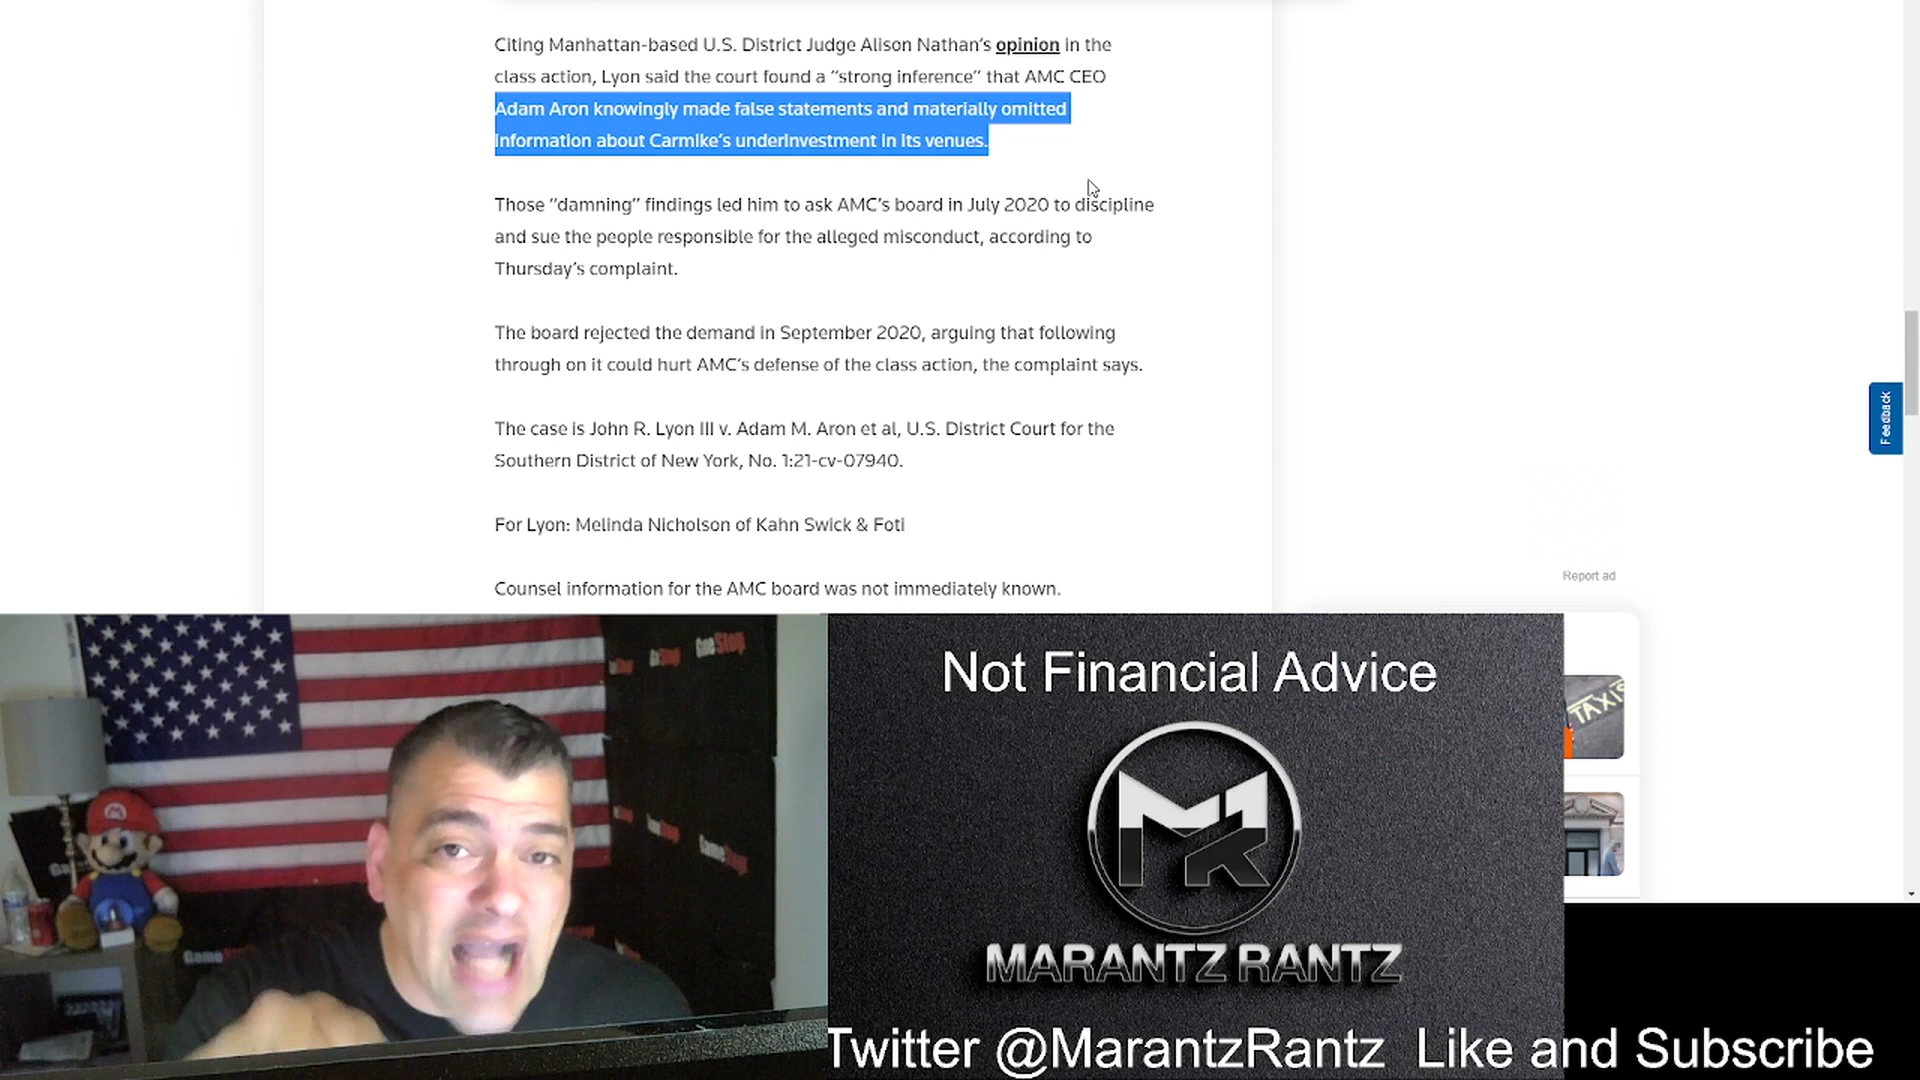 Citing Manhattan-based U.S. District Judge Alison Nathan's opinion in the
class action, Lyon said the court found a "strong inference" that AMC CEO
Adam Aron knowingly made false statements and materially omitted
information about Carmike's underinvestment in its venues.
Those "damning" findings led him to ask AMC's board in July 2020 to discipline
and sue the people responsible for the alleged misconduct, according to
Thursday's complaint.
The board rejected the demand in September 2020, arguing that following
through on it could hurt AMC's defense of the class action, the complaint says.
The case is John R. Lyon III v. Adam M. Aron et al, U.S. District Court for the
Southern District of New York, No. 1:21-cv-07940.
For Lyon: Melinda Nicholson of Kahn Swick & Foti
Counsel information for the AMC board was not immediately known.
Feedback
Report ad
TAXIS
GameStop
Not Financial Advice
MR
MARANTZ RANTZ
Twitter @MarantzRantz Like and Subscribe